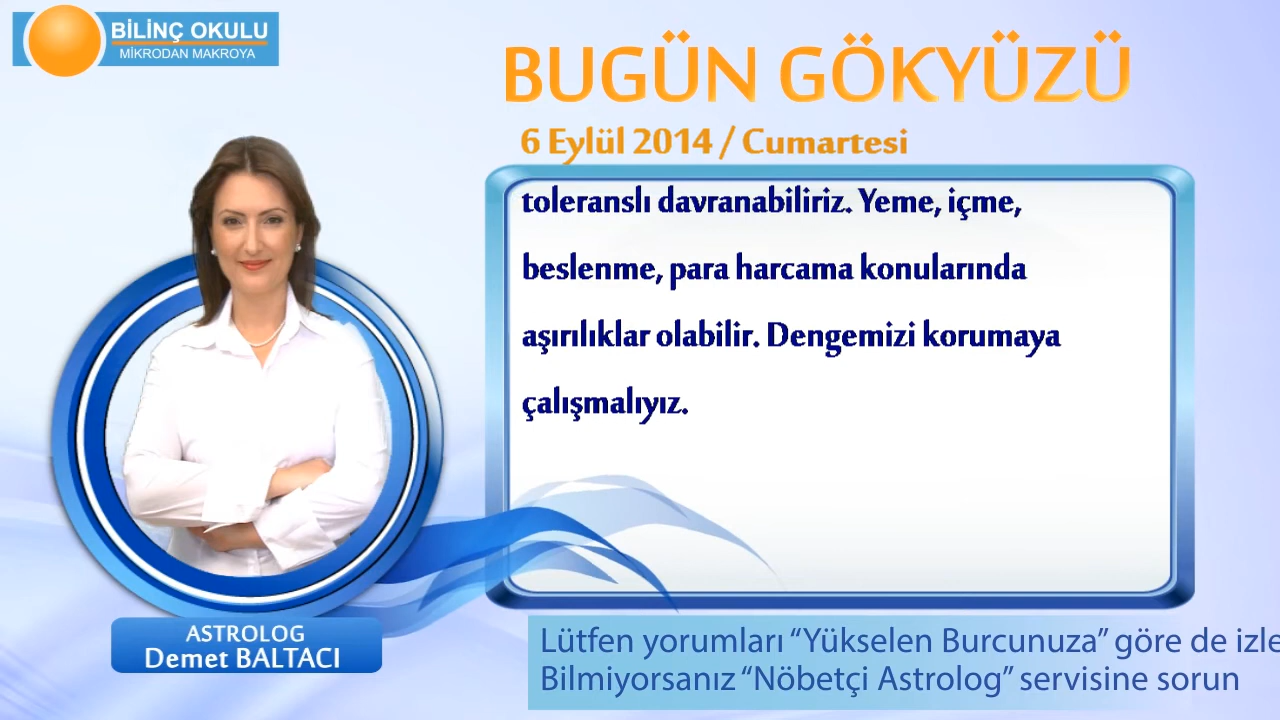 BİLİNÇ OKULU
MİKRODAN MAKROYA
BUGÜN GÖKYÜZÜ
6 Eylül 2014 / Cumartesi
toleranslı davranabiliriz. Yeme, içme,
beslenme, para harcama konularında
aşırılıklar olabilir. Dengemizi korumaya
çalışmalıyız.
ASTROLOG
Demet BALTACI
Lütfen yorumları “Yükselen Burcunuza” göre de izle
Bilmiyorsanız “Nöbetçi Astrolog” servisine sorun